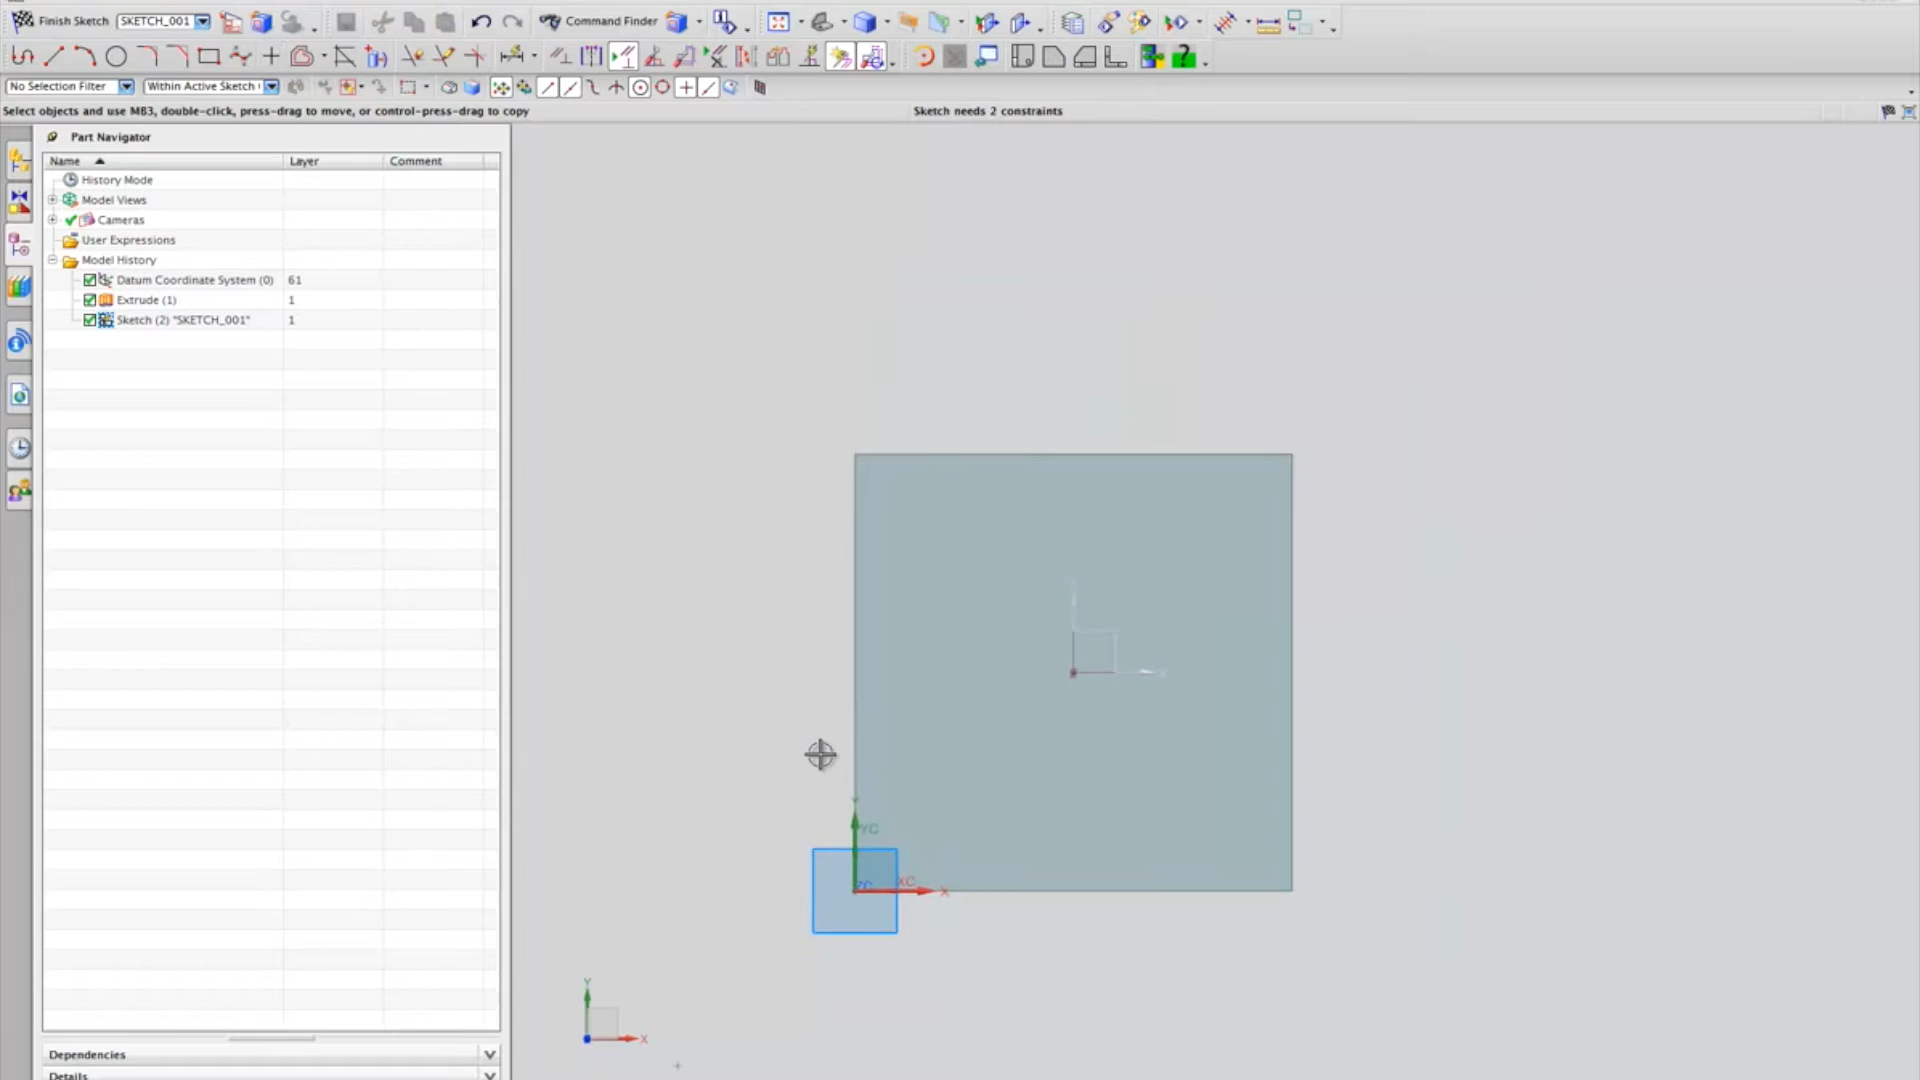 Finish Sketch SKETCH_001 Command Finder
No Selection Filter Within Active Sketch
Select objects and use MB3, double-click, press-drag to move, or control-press-drag to copy Sketch needs 2 constraints
Part Navigator
Name Layer Comment
History Mode
Model Views
Cameras
User Expressions
Model History
Datum Coordinate System (0) 61
Extrude (1) 1
Sketch (2) "SKETCH_001" 1
Y
YC
ZC XC X
Y
X
Dependencies
Details